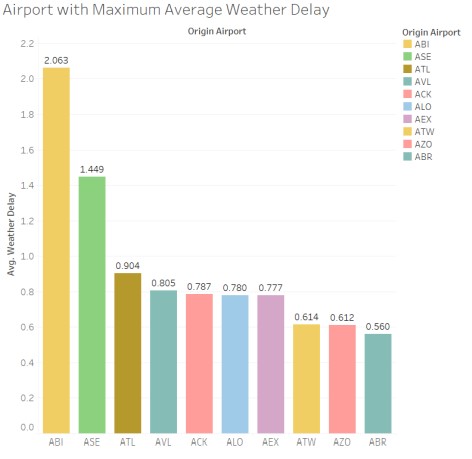 Airport with Maximum Average Weather Delay
Origin Airport
Origin Airport
ABI
ASE
ATL
AVL
ACK
ALO
AEX
ATW
AZO
ABR
Avg. Weather Delay
2.2
2.0
1.8
1.6
1.4
1.2
1.0
0.8
0.6
0.4
0.2
0.0
2.063
1.449
0.904
0.805
0.787
0.780
0.777
0.614
0.612
0.560
ABI ASE ATL AVL ACK ALO AEX ATW AZO ABR